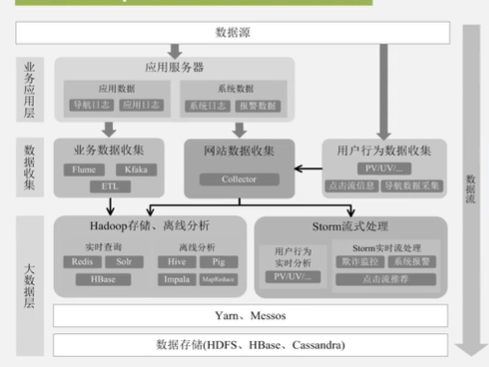 数据源
业务应用层
应用服务器
应用数据
导航日志
应用日志
系统数据
系统日志
报警数据
数据收集
业务数据收集
Flume
Kfaka
ETL
网站数据收集
Collector
用户行为数据收集
PV/UV/...
点击流信息
导航数据采集
数据流
大数据层
Hadoop存储、离线分析
实时查询
Redis
Solr
HBase
离线分析
Hive
Pig
Impala
MapReduce
Storm流式处理
用户行为
实时分析
PV/UV/...
Storm实时流处理
欺诈监控
系统报警
点击流推荐
Yarn、Messos
数据存储(HDFS、HBase、Cassandra)